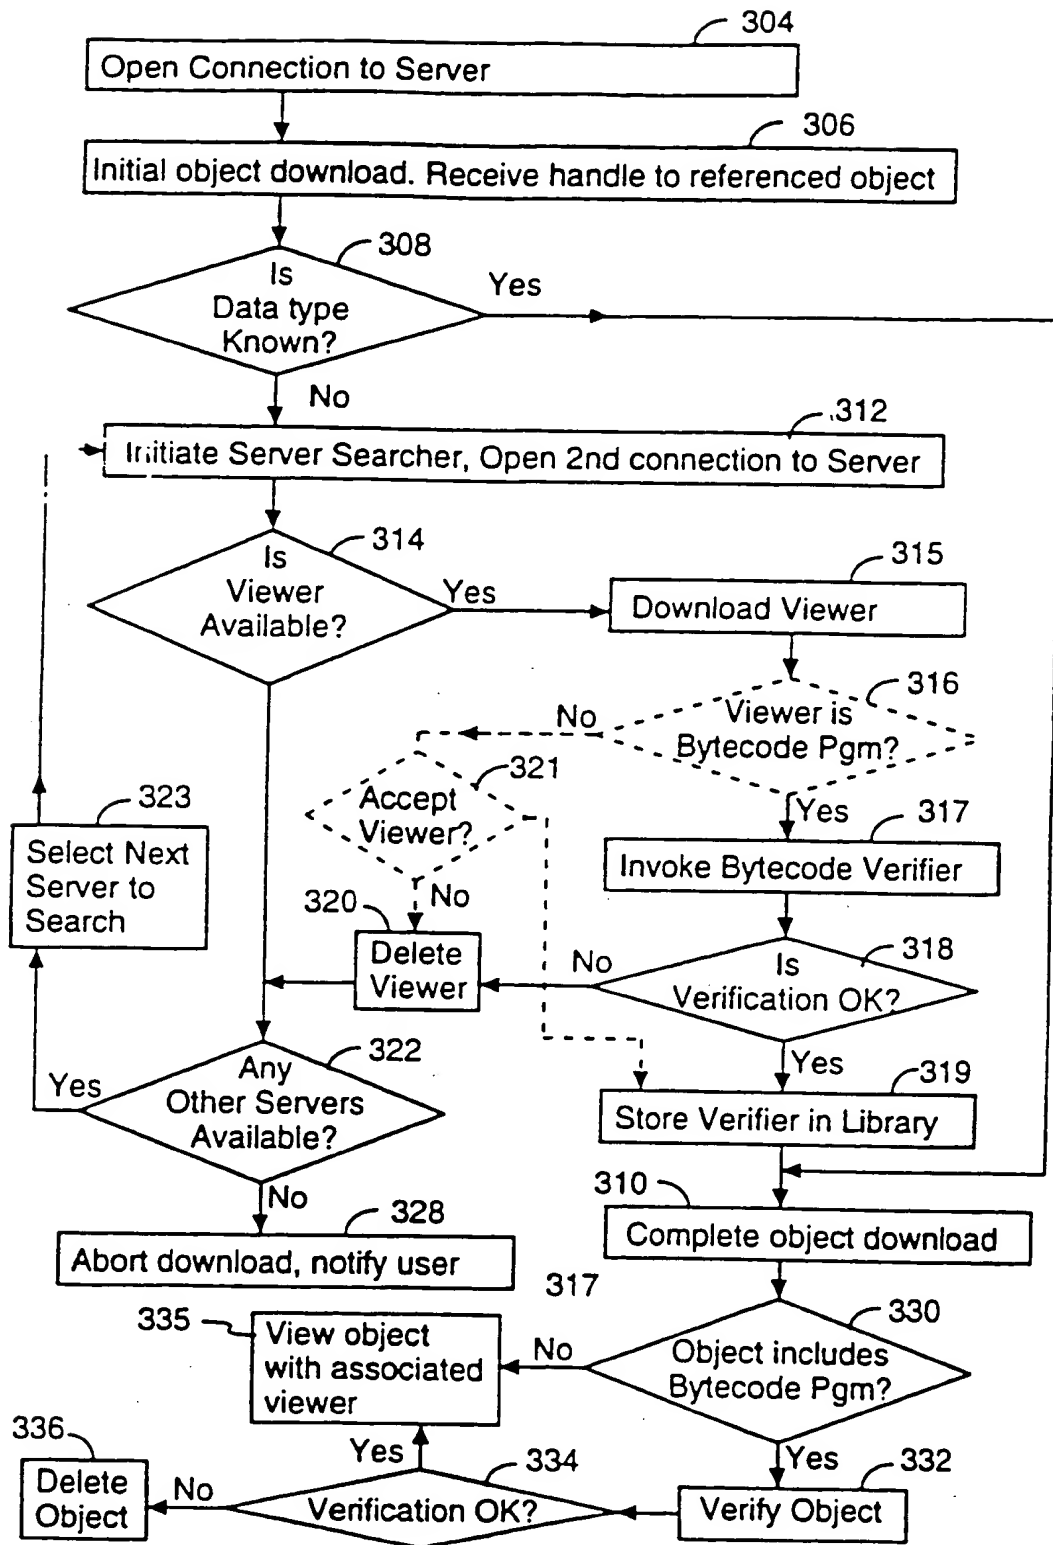 304
Open Connection to Server
306
Initial object download. Receive handle to referenced object
308
Is
Data type
Known?
Yes
No
312
Initiate Server Searcher, Open 2nd connection to Server
314
Is
Viewer
Available?
Yes
315
Download Viewer
316
Viewer is
Bytecode Pgm?
No
321
Accept
Viewer?
Yes
317
Invoke Bytecode Verifier
323
Select Next
Server to
Search
No
320
Delete
Viewer
No
318
Is
Verification OK?
Yes
322
Any
Other Servers
Available?
Yes
319
Store Verifier in Library
No
310
Complete object download
328
Abort download, notify user
317
330
Object includes
Bytecode Pgm?
No
335
View object
with associated
viewer
Yes
332
Verify Object
Yes
334
Verification OK?
No
336
Delete
Object